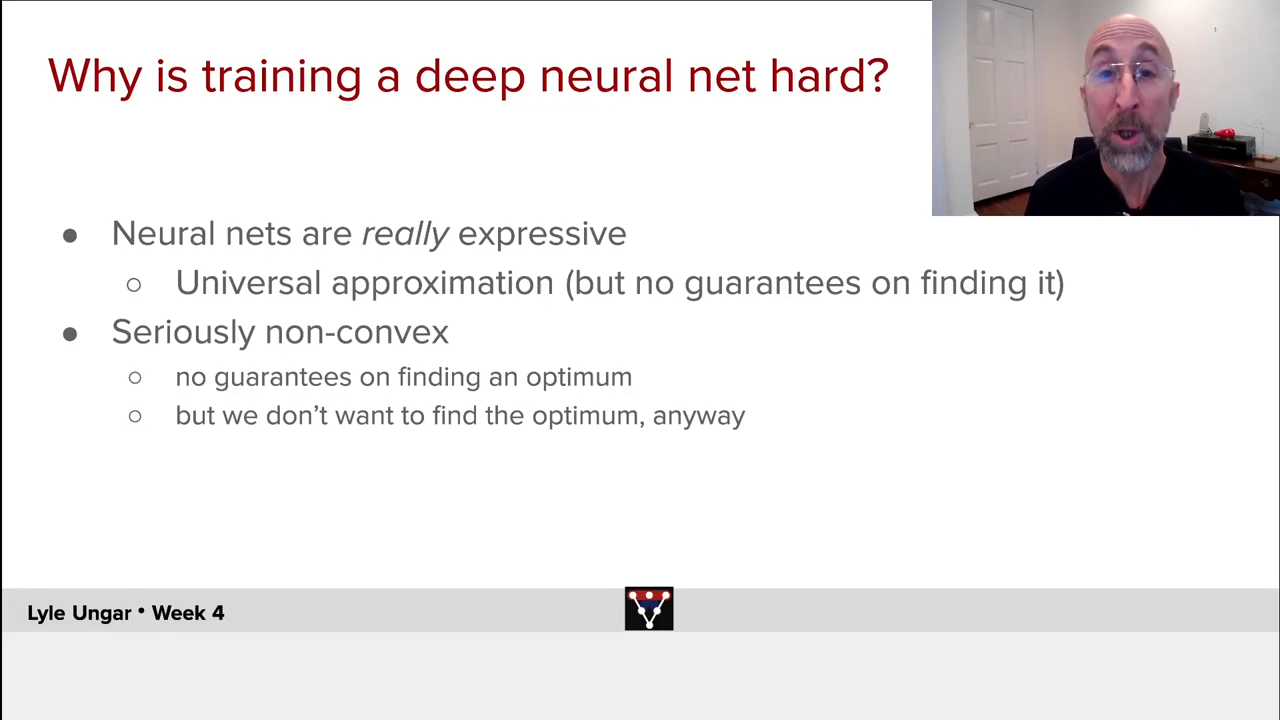 Why is training a deep neural net hard?
● Neural nets are really expressive
○ Universal approximation (but no guarantees on finding it)
● Seriously non-convex
○ no guarantees on finding an optimum
○ but we don’t want to find the optimum, anyway
Lyle Ungar • Week 4